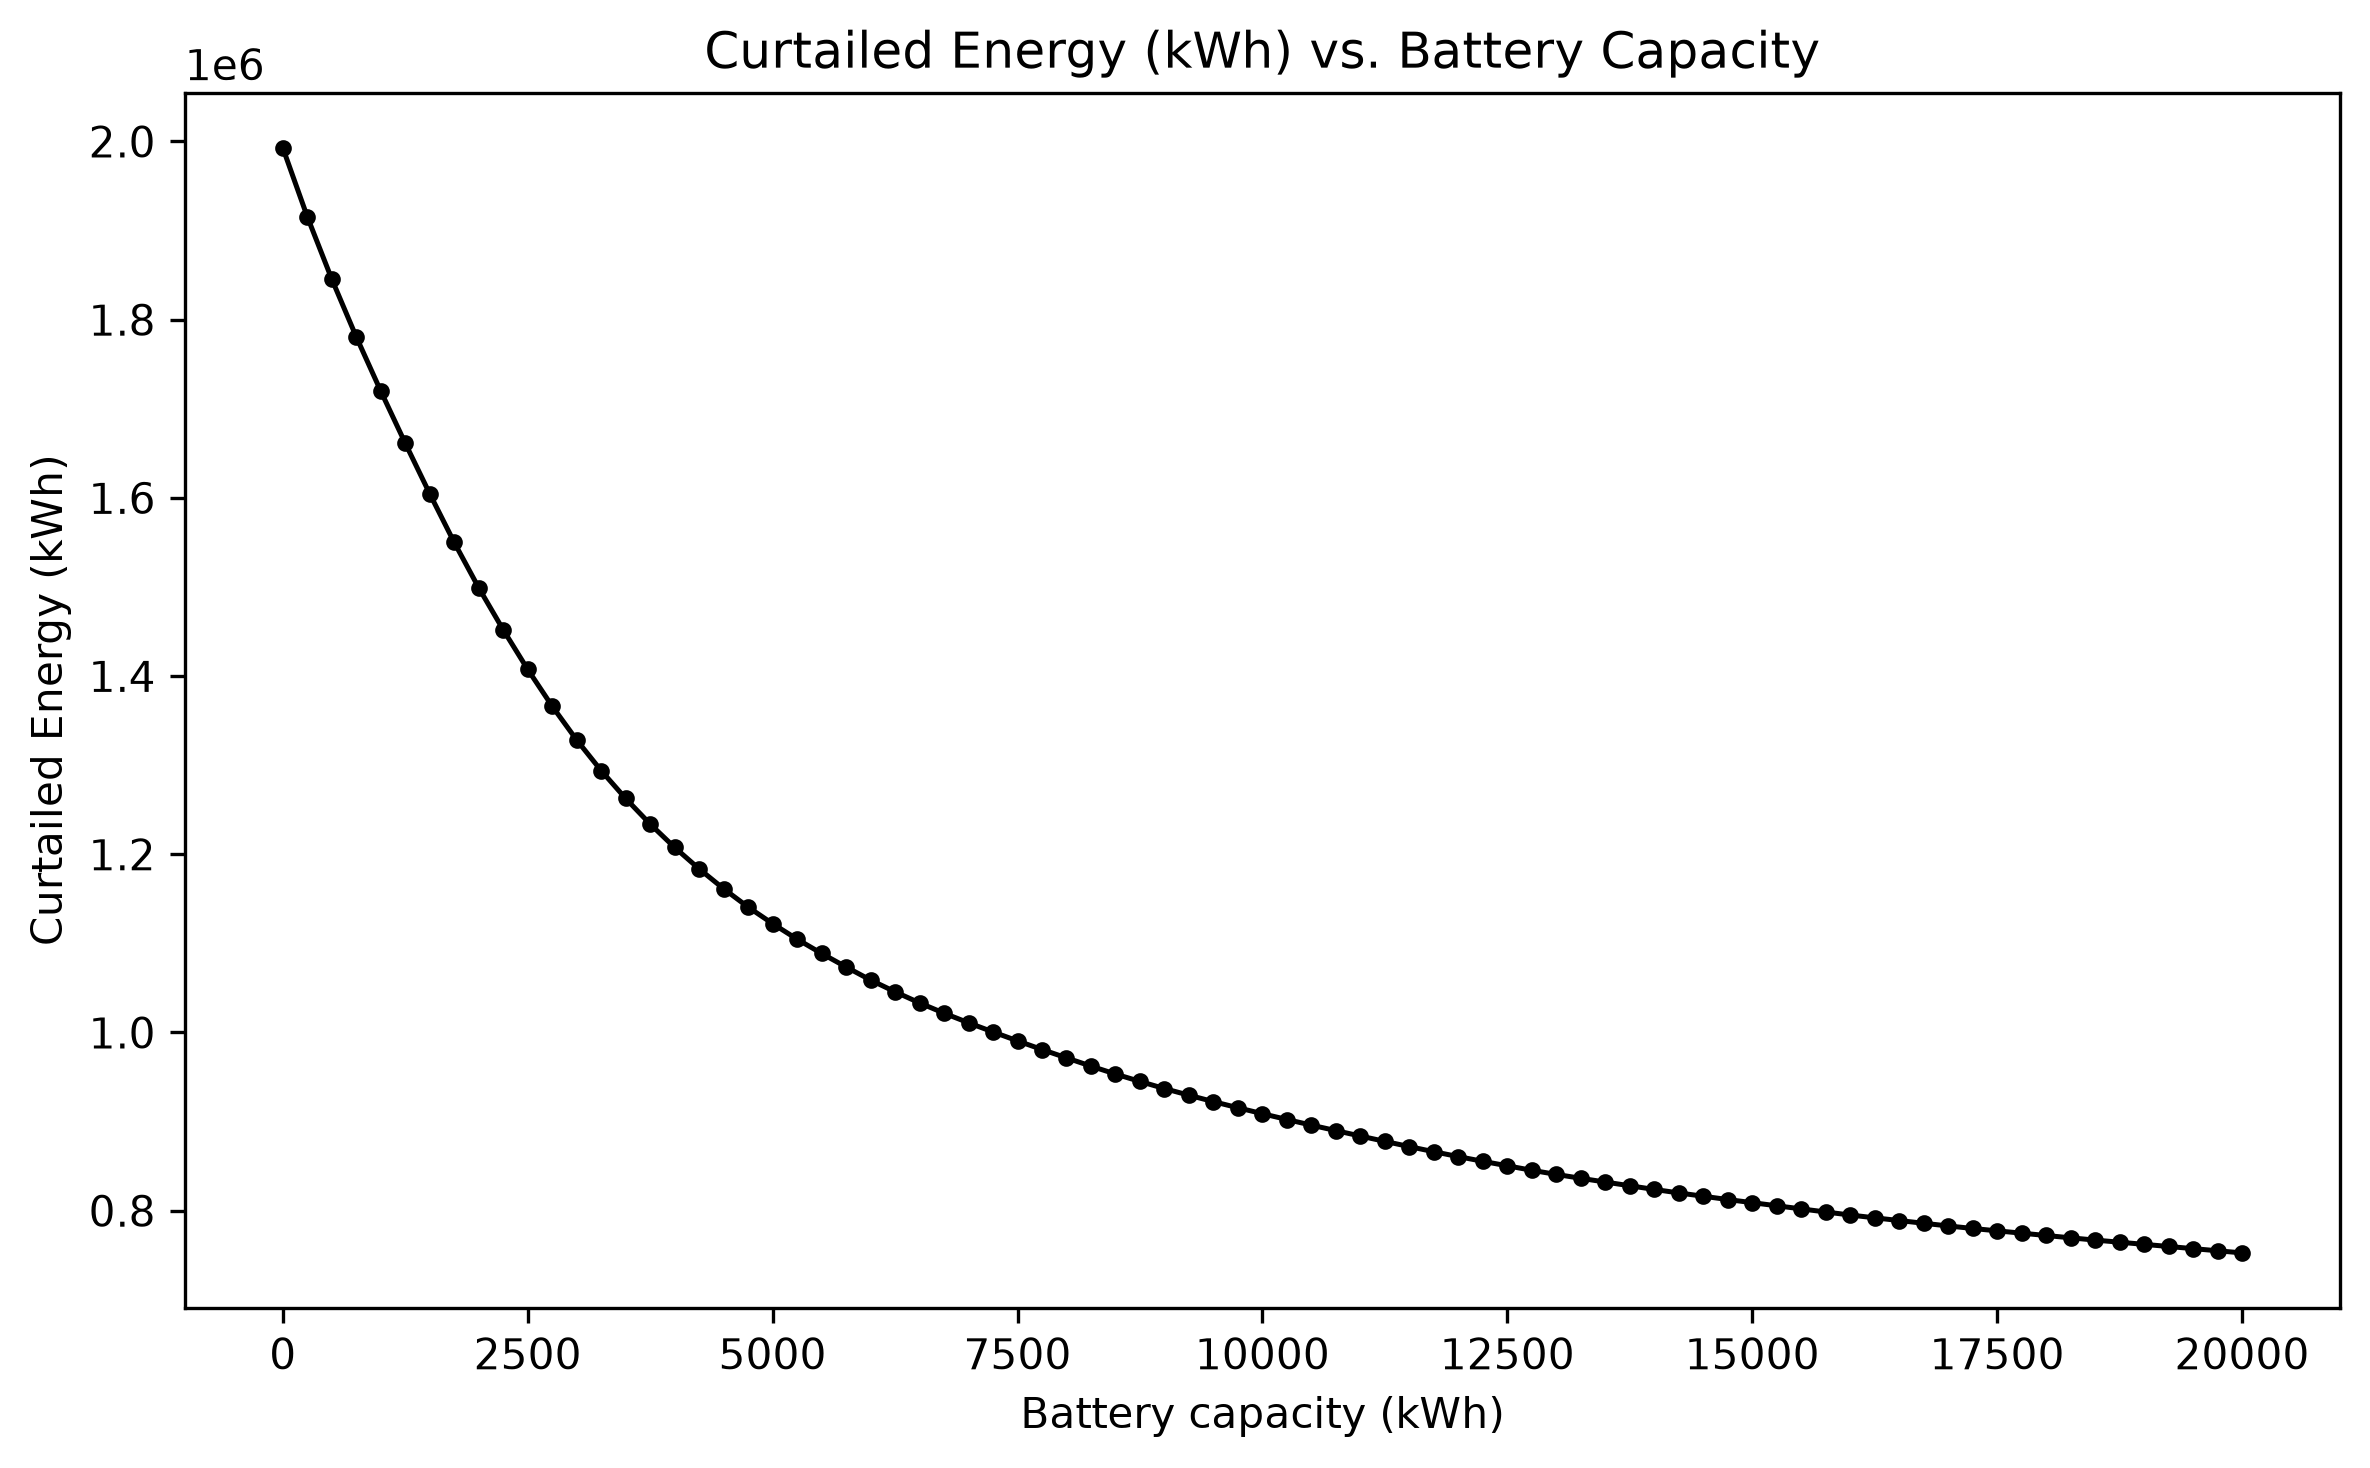 Curtailed Energy (kWh) vs. Battery Capacity
1e6
2.0
1.8
1.6
1.4
1.2
1.0
0.8
Curtailed Energy (kWh)
0 2500 5000 7500 10000 12500 15000 17500 20000
Battery capacity (kWh)